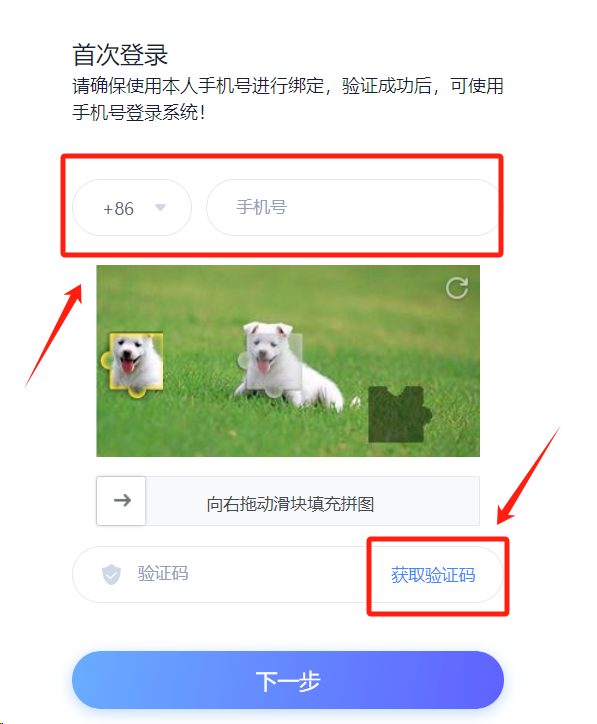 首次登录
请确保使用本人手机号进行绑定，验证成功后，可使用
手机号登录系统！
+86
手机号
向右拖动滑块填充拼图
验证码
获取验证码
下一步